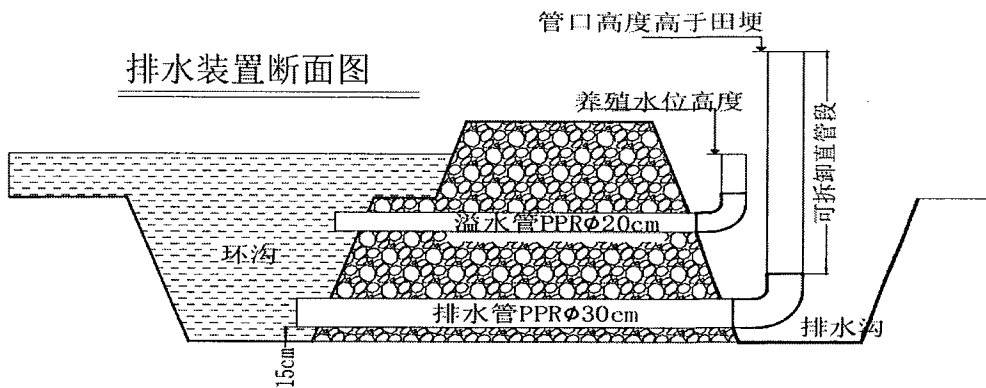 管口高度高于田埂
排水装置断面图
养殖水位高度
可拆卸直管段
溢水管PPRΦ20cm
环沟
排水管PPRΦ30cm
排水沟
15cm